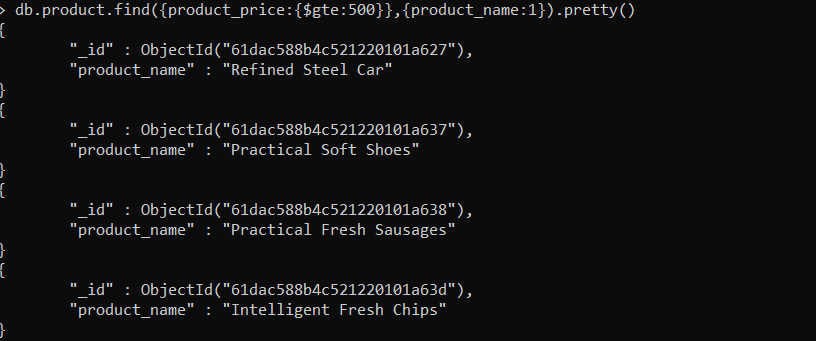 > db.product.find({product_price:{$gte:500}},{product_name:1}).pretty()
{
        "_id" : ObjectId("61dac588b4c521220101a627"),
        "product_name" : "Refined Steel Car"
}
{
        "_id" : ObjectId("61dac588b4c521220101a637"),
        "product_name" : "Practical Soft Shoes"
}
{
        "_id" : ObjectId("61dac588b4c521220101a638"),
        "product_name" : "Practical Fresh Sausages"
}
{
        "_id" : ObjectId("61dac588b4c521220101a63d"),
        "product_name" : "Intelligent Fresh Chips"
}